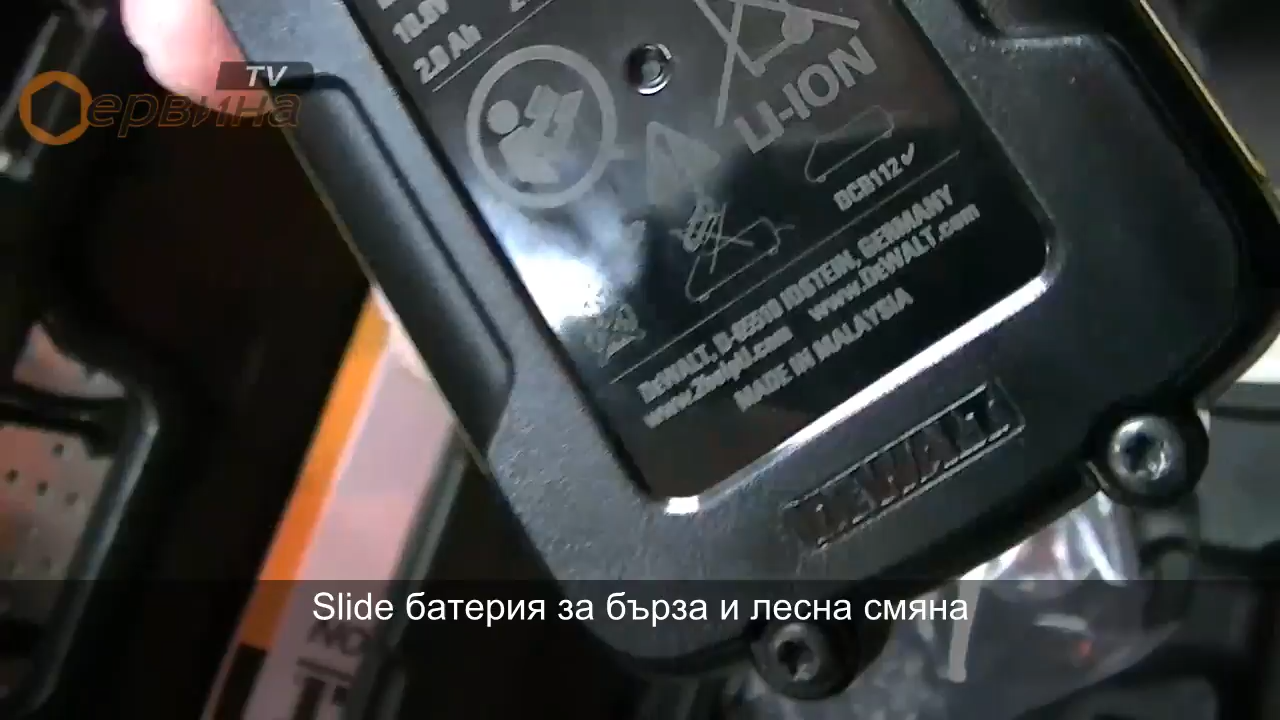 TV
ервина
10.8V
2.0 Ah
LI-ION
DCB112
DeWALT, D-65510 IDSTEIN, GERMANY
www.2helpU.com www.DeWALT.com
MADE IN MALAYSIA
DEWALT
Slide батерия за бърза и лесна смяна